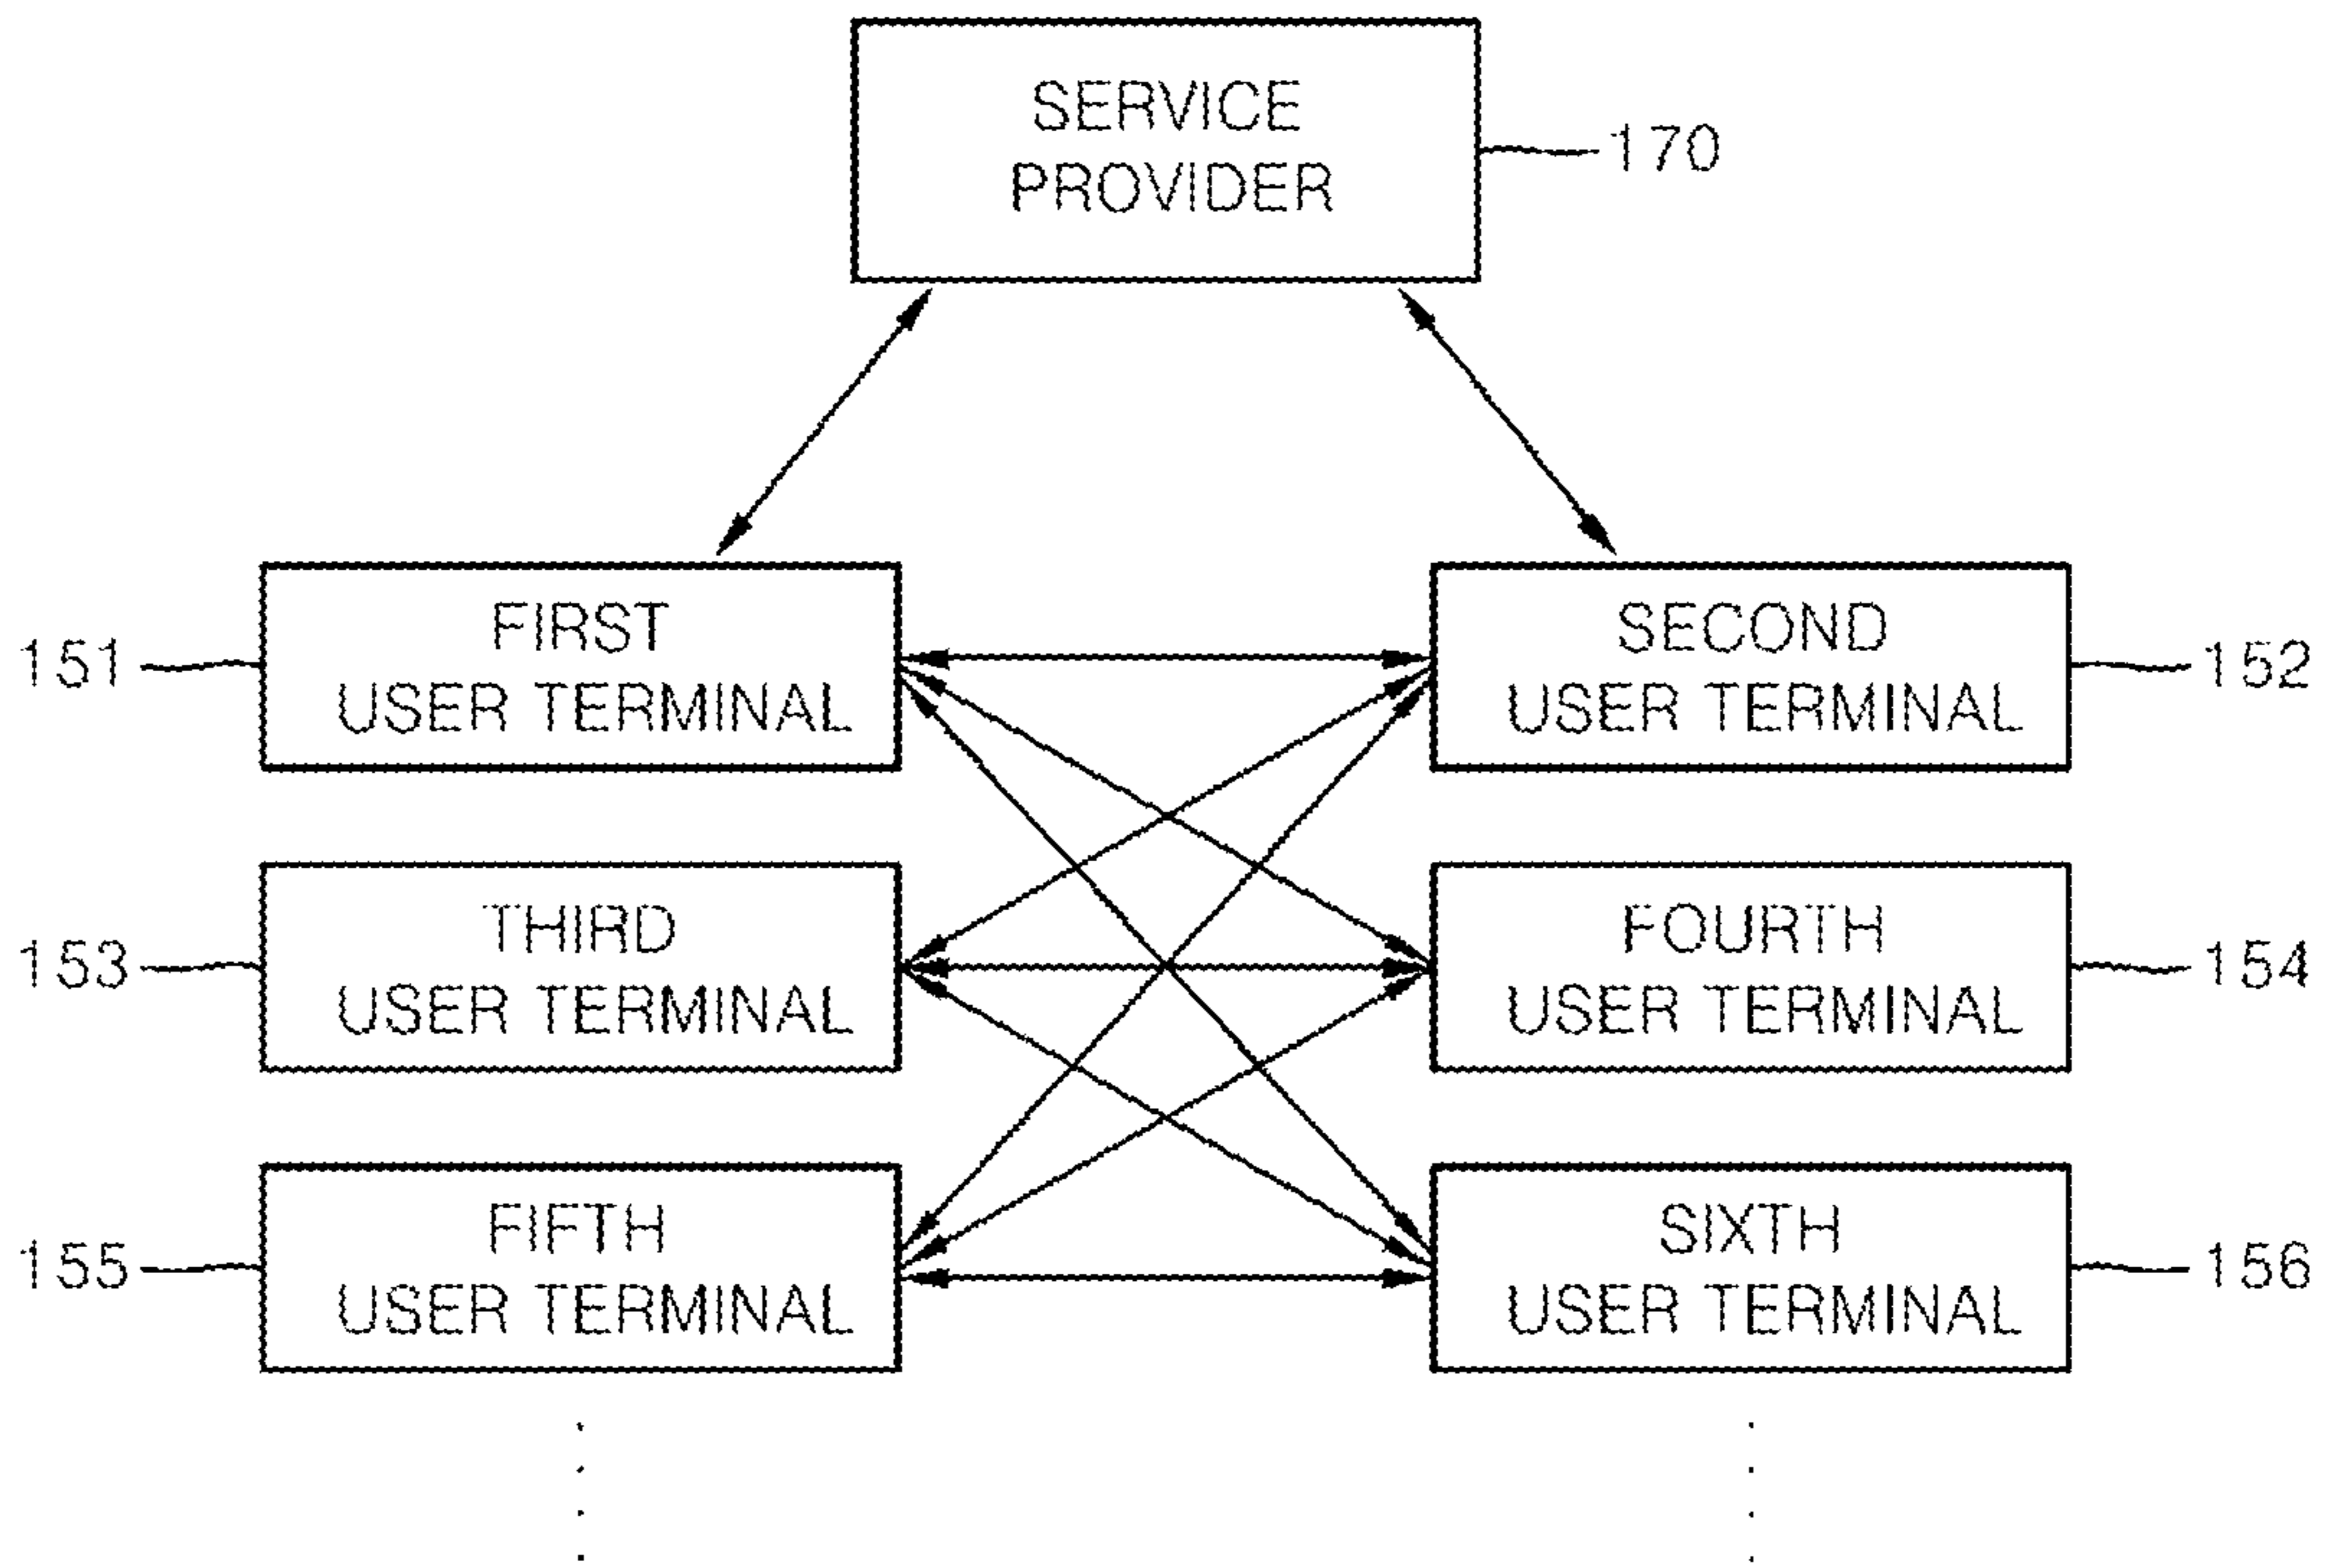 SERVICE
PROVIDER
170
FIRST
USER TERMINAL
151
SECOND
USER TERMINAL
152
THIRD
USER TERMINAL
153
FOURTH
USER TERMINAL
154
FIFTH
USER TERMINAL
155
SIXTH
USER TERMINAL
156